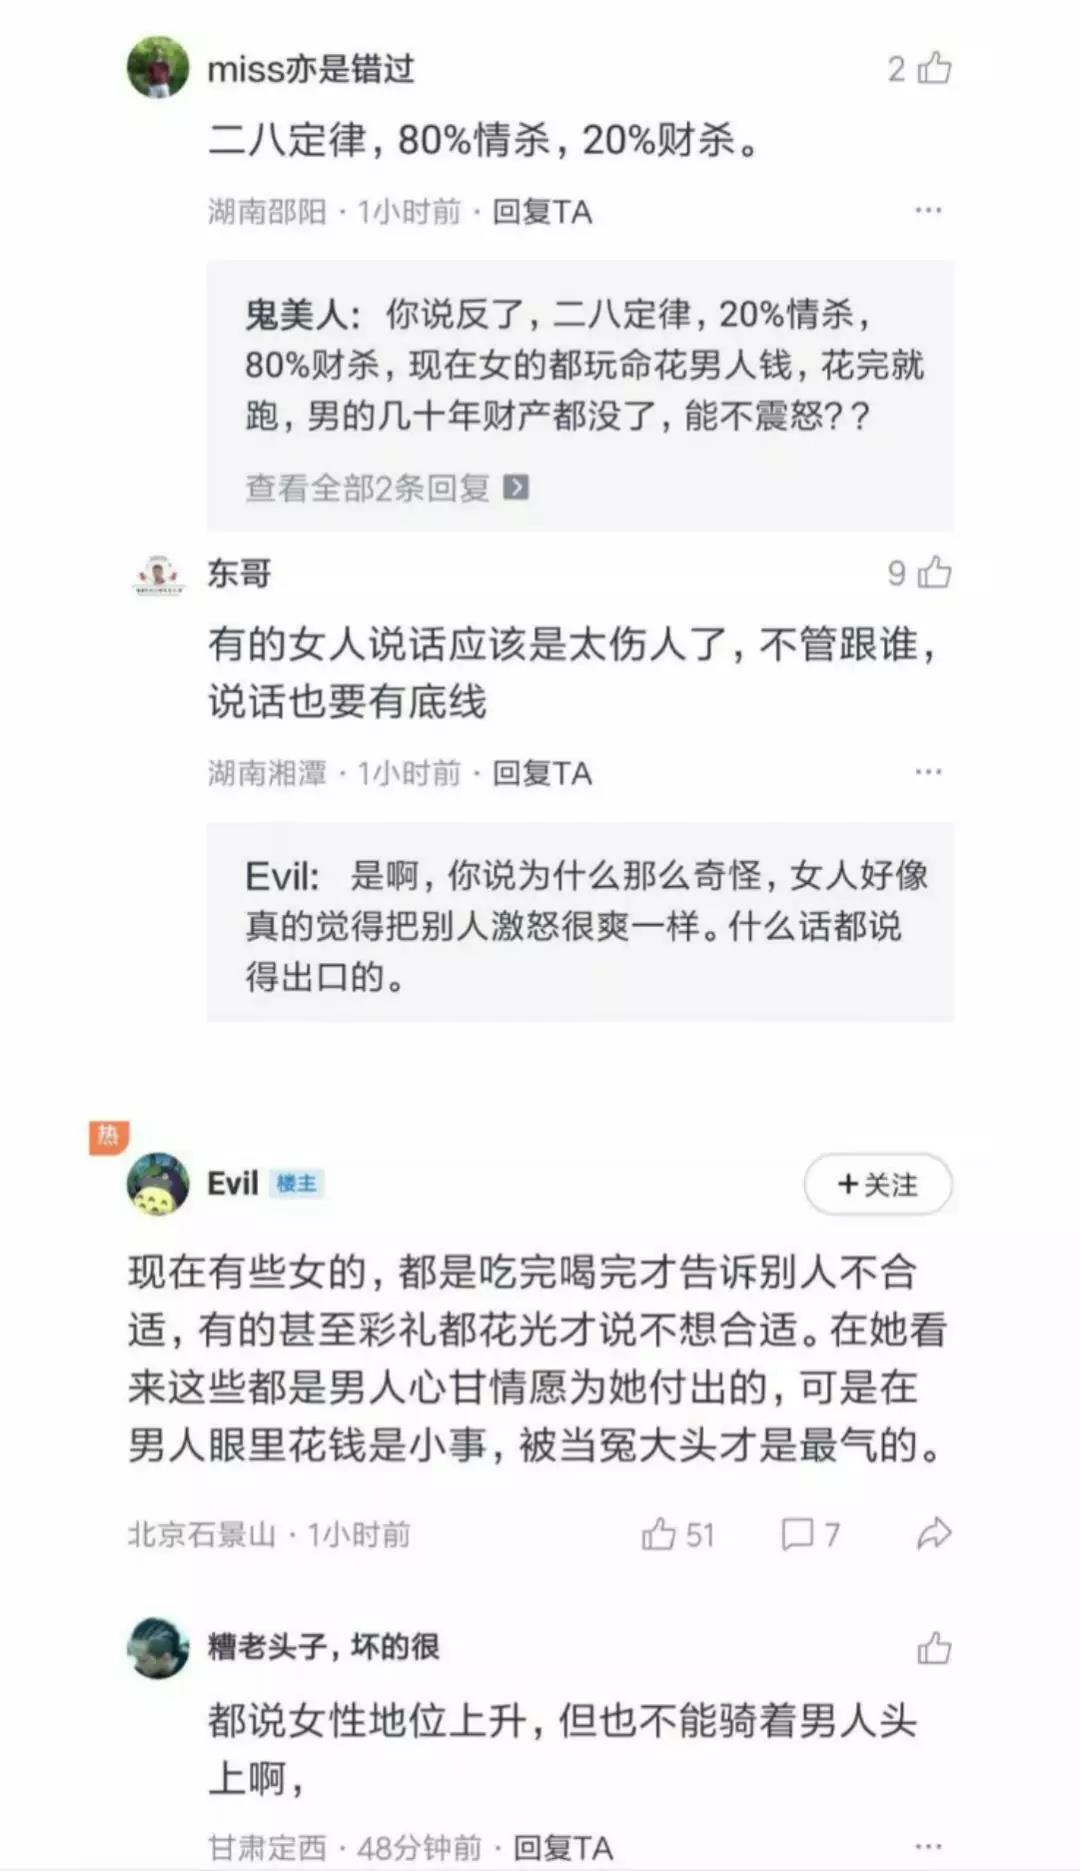 miss亦是错过
2
二八定律，80%情杀，20%财杀。
湖南邵阳 · 1小时前 · 回复TA
鬼美人： 你说反了，二八定律，20%情杀，
80%财杀，现在女的都玩命花男人钱，花完就
跑，男的几十年财产都没了，能不震怒？？
查看全部2条回复
东哥
9
有的女人说话应该是太伤人了，不管跟谁，
说话也要有底线
湖南湘潭 · 1小时前 · 回复TA
Evil： 是啊，你说为什么那么奇怪，女人好像
真的觉得把别人激怒很爽一样。什么话都说
得出口的。
热
Evil 楼主
+关注
现在有些女的，都是吃完喝完才告诉别人不合
适，有的甚至彩礼都花光才说不想合适。在她看
来这些都是男人心甘情愿为她付出的，可是在
男人眼里花钱是小事，被当冤大头才是最气的。
北京石景山 · 1小时前
51
7
糟老头子，坏的很
都说女性地位上升，但也不能骑着男人头
上啊，
甘肃定西 · 48分钟前 · 回复TA